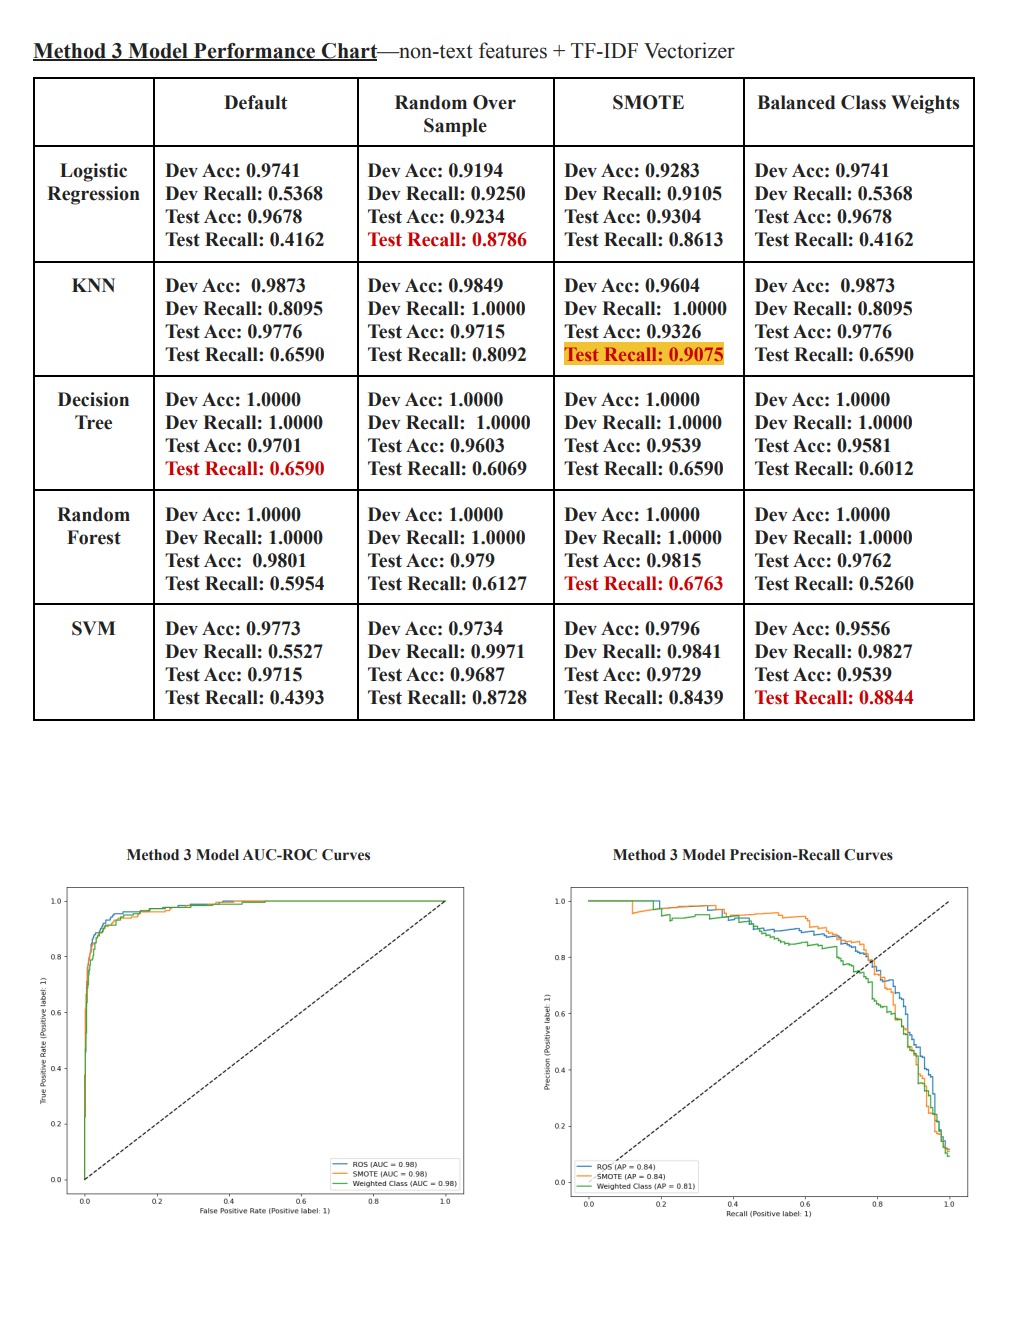 Method 3 Model Performance Chart—non-text features + TF-IDF Vectorizer
Default
Random Over
Sample
SMOTE
Balanced Class Weights
Logistic
Regression
Dev Acc: 0.9741
Dev Recall: 0.5368
Test Acc: 0.9678
Test Recall: 0.4162
Dev Acc: 0.9194
Dev Recall: 0.9250
Test Acc: 0.9234
Test Recall: 0.8786
Dev Acc: 0.9283
Dev Recall: 0.9105
Test Acc: 0.9304
Test Recall: 0.8613
Dev Acc: 0.9741
Dev Recall: 0.5368
Test Acc: 0.9678
Test Recall: 0.4162
KNN
Dev Acc: 0.9873
Dev Recall: 0.8095
Test Acc: 0.9776
Test Recall: 0.6590
Dev Acc: 0.9849
Dev Recall: 1.0000
Test Acc: 0.9715
Test Recall: 0.8092
Dev Acc: 0.9604
Dev Recall: 1.0000
Test Acc: 0.9326
Test Recall: 0.9075
Dev Acc: 0.9873
Dev Recall: 0.8095
Test Acc: 0.9776
Test Recall: 0.6590
Decision
Tree
Dev Acc: 1.0000
Dev Recall: 1.0000
Test Acc: 0.9701
Test Recall: 0.6590
Dev Acc: 1.0000
Dev Recall: 1.0000
Test Acc: 0.9603
Test Recall: 0.6069
Dev Acc: 1.0000
Dev Recall: 1.0000
Test Acc: 0.9539
Test Recall: 0.6590
Dev Acc: 1.0000
Dev Recall: 1.0000
Test Acc: 0.9581
Test Recall: 0.6012
Random
Forest
Dev Acc: 1.0000
Dev Recall: 1.0000
Test Acc: 0.9801
Test Recall: 0.5954
Dev Acc: 1.0000
Dev Recall: 1.0000
Test Acc: 0.979
Test Recall: 0.6127
Dev Acc: 1.0000
Dev Recall: 1.0000
Test Acc: 0.9815
Test Recall: 0.6763
Dev Acc: 1.0000
Dev Recall: 1.0000
Test Acc: 0.9762
Test Recall: 0.5260
SVM
Dev Acc: 0.9773
Dev Recall: 0.5527
Test Acc: 0.9715
Test Recall: 0.4393
Dev Acc: 0.9734
Dev Recall: 0.9971
Test Acc: 0.9687
Test Recall: 0.8728
Dev Acc: 0.9796
Dev Recall: 0.9841
Test Acc: 0.9729
Test Recall: 0.8439
Dev Acc: 0.9556
Dev Recall: 0.9827
Test Acc: 0.9539
Test Recall: 0.8844
Method 3 Model AUC-ROC Curves
True Positive Rate (Positive label: 1)
1.0
0.8
0.6
0.4
0.2
0.0
ROS (AUC = 0.98)
SMOTE (AUC = 0.98)
Weighted Class (AUC = 0.98)
0.0 0.2 0.4 0.6 0.8 1.0
False Positive Rate (Positive label: 1)
Method 3 Model Precision-Recall Curves
Precision (Positive label: 1)
1.0
0.8
0.6
0.4
0.2
0.0
ROS (AP = 0.84)
SMOTE (AP = 0.84)
Weighted Class (AP = 0.81)
0.0 0.2 0.4 0.6 0.8 1.0
Recall (Positive label: 1)